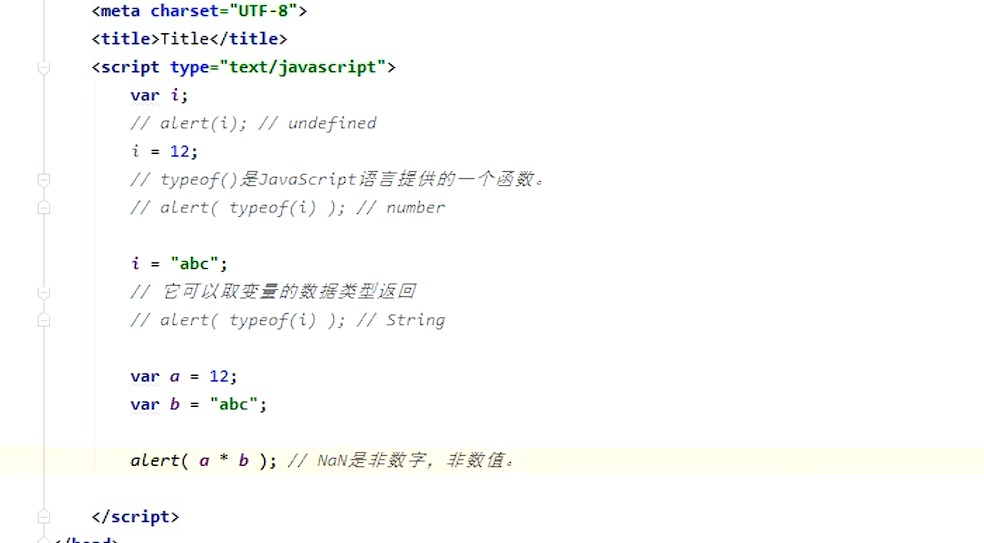 <meta charset="UTF-8">
<title>Title</title>
<script type="text/javascript">
var i;
// alert(i); // undefined
i = 12;
// typeof()是JavaScript语言提供的一个函数。
// alert( typeof(i) ); // number
i = "abc";
// 它可以取变量的数据类型返回
// alert( typeof(i) ); // String
var a = 12;
var b = "abc";
alert( a * b ); // NaN是非数字，非数值。
</script>
</head>